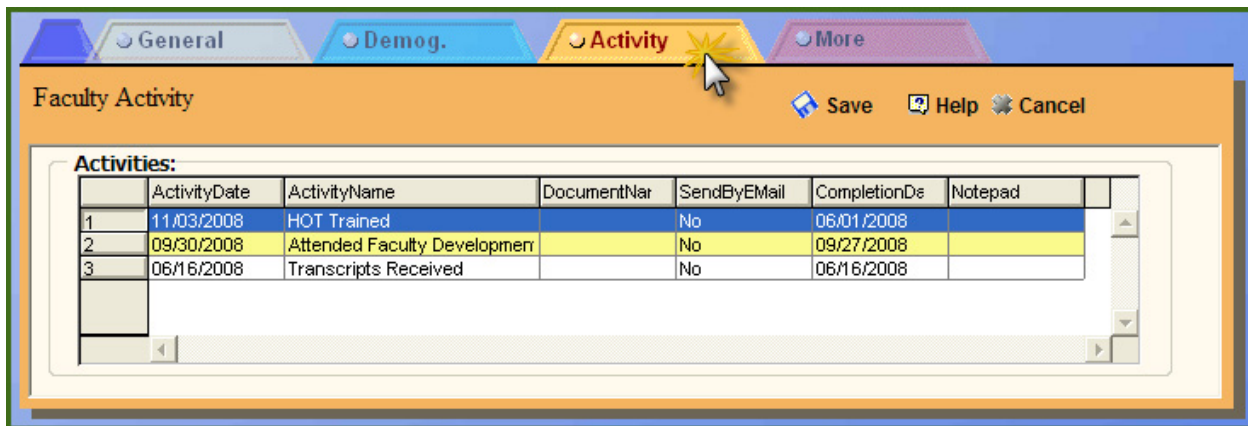 General Demog. Activity More
Faculty Activity Save Help Cancel
Activities:
ActivityDate ActivityName DocumentNar SendByEMail CompletionDa Notepad
1 11/03/2008 HOT Trained No 06/01/2008
2 09/30/2008 Attended Faculty Development No 09/27/2008
3 06/16/2008 Transcripts Received No 06/16/2008